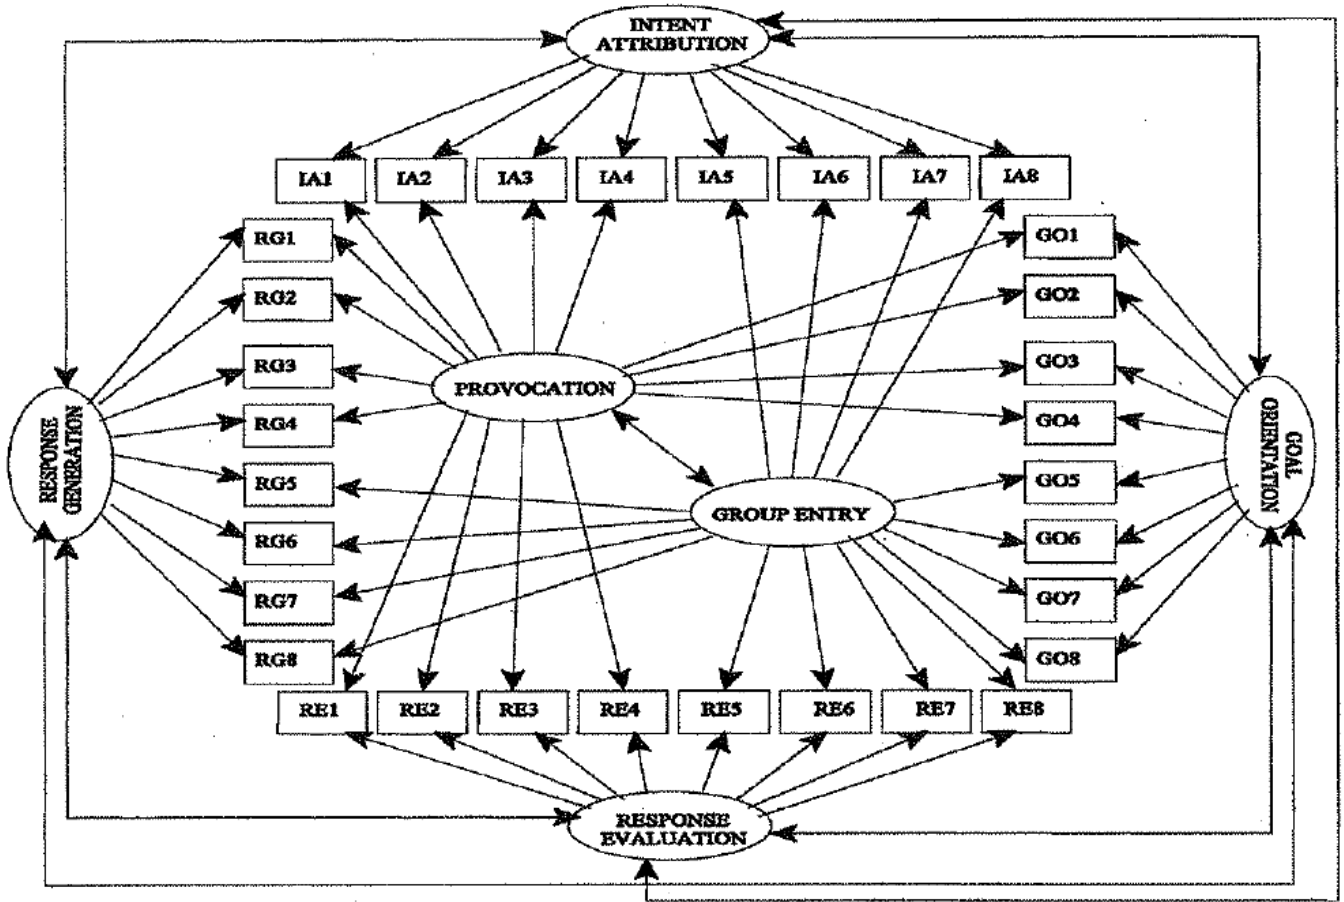 INTENT
ATTRIBUTION
IA1 IA2 IA3 IA4 IA5 IA6 IA7 IA8
RG1
RG2
RG3
RG4
RG5
RG6
RG7
RG8
GO1
GO2
GO3
GO4
GO5
GO6
GO7
GO8
PROVOCATION
GROUP ENTRY
RESPONSE
GENERATION
GOAL
ORIENTATION
RE1 RE2 RE3 RE4 RE5 RE6 RE7 RE8
RESPONSE
EVALUATION